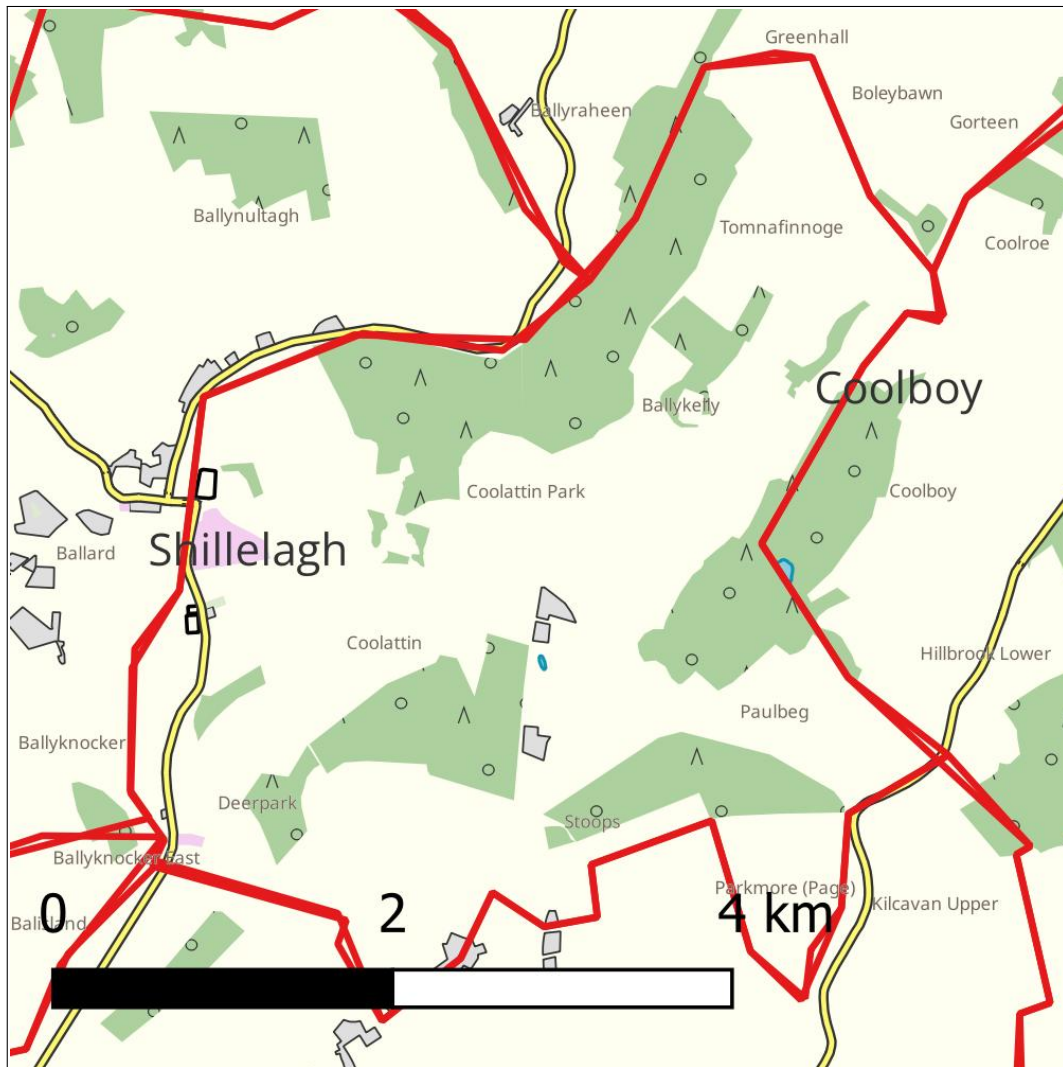 Greenhall
Boleybawn
Ballyraheen
Gorteen
Ballynultagh
Tomnafinnoge
Coolroe
Coolboy
Ballykelly
Coolattin Park
Coolboy
Shillelagh
Ballard
Coolattin
Hillbrook Lower
Paulbeg
Ballyknocker
Deerpark
Stoops
Ballyknocker East
Parkmore (Page)
Kilcavan Upper
Balisland
0
2
4 km